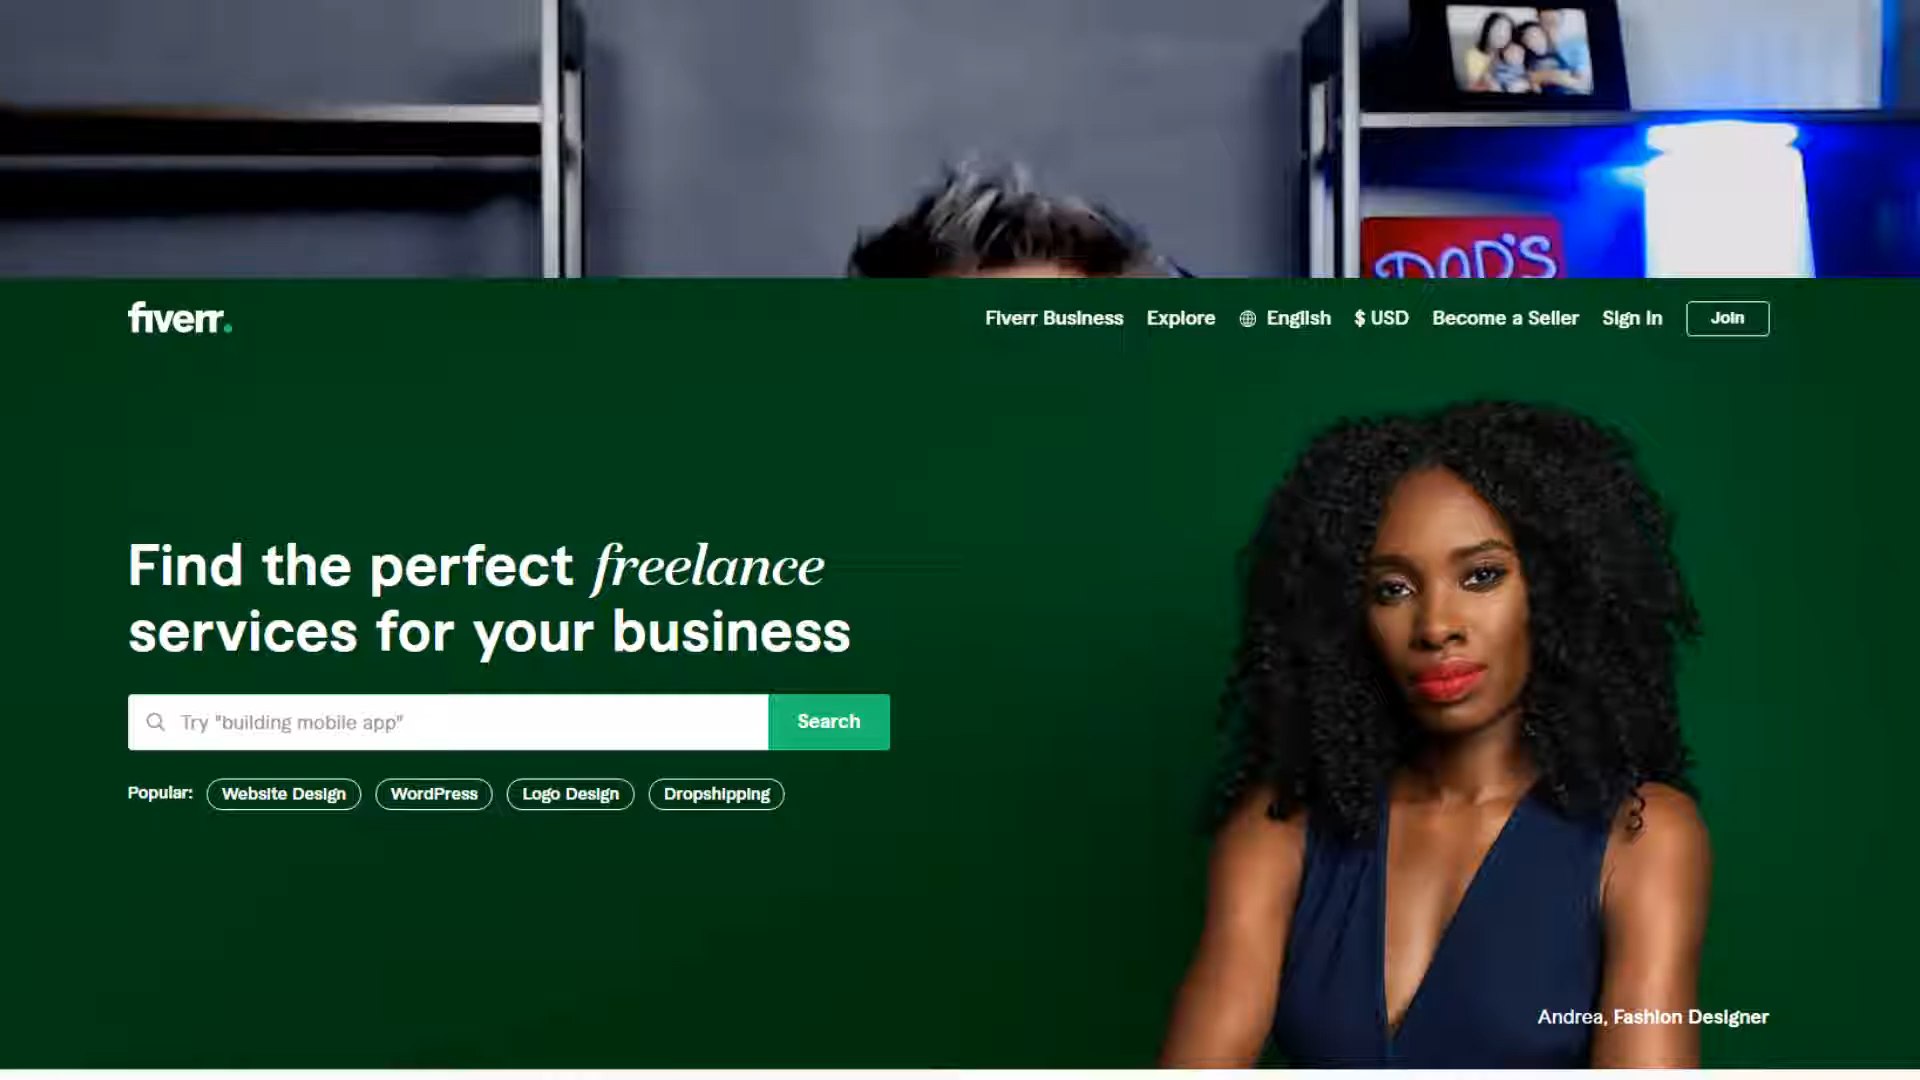 DAD'S
fiverr.
Fiverr Business Explore English $ USD Become a Seller Sign In Join
Find the perfect freelance
services for your business
Try "building mobile app" Search
Popular: Website Design WordPress Logo Design Dropshipping
Andrea, Fashion Designer